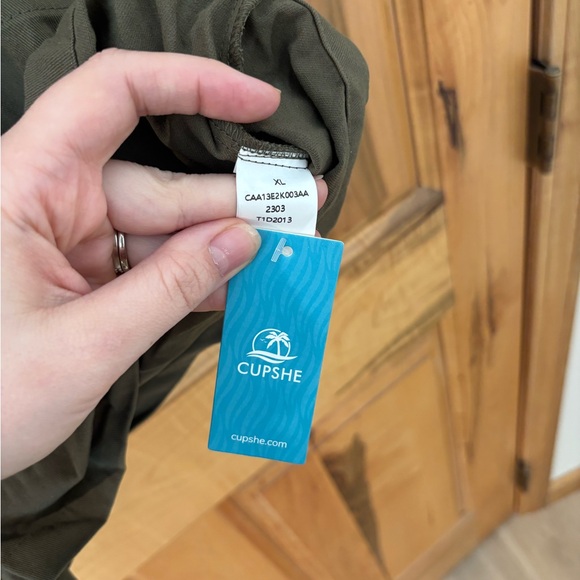 XL
CAA13E2K003AA
2303
T1D2013
CUPSHE
cupshe.com